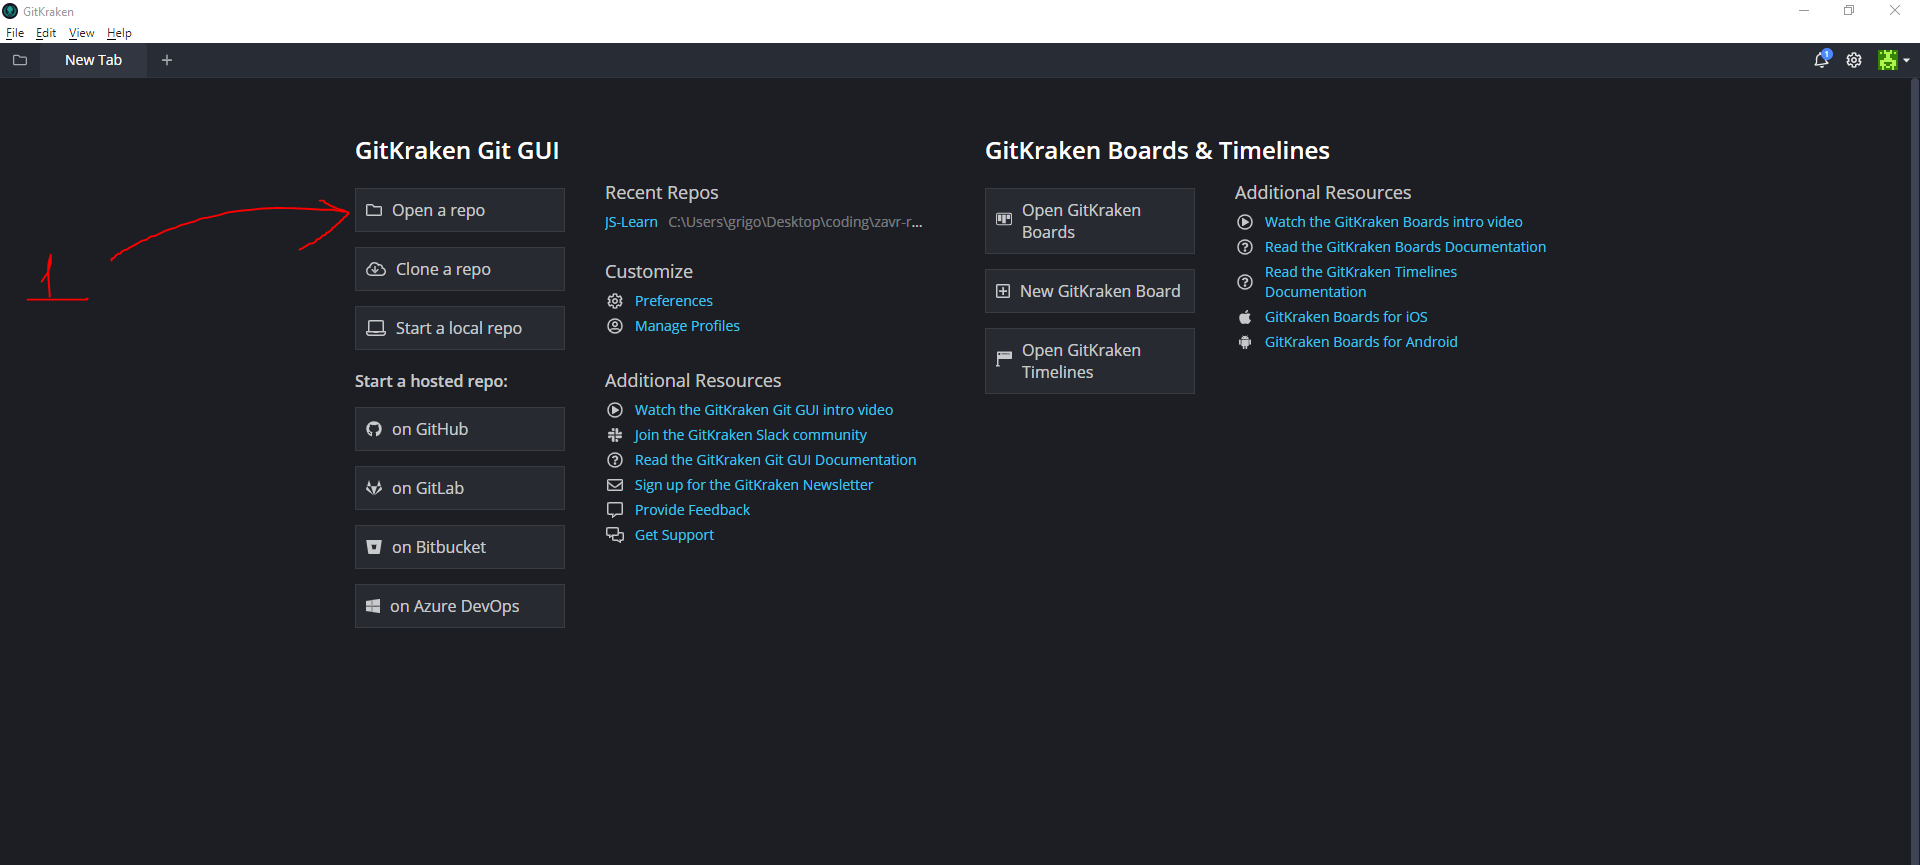 GitKraken
File Edit View Help
New Tab
1
GitKraken Git GUI
Open a repo
Clone a repo
Start a local repo
Start a hosted repo:
on GitHub
on GitLab
on Bitbucket
on Azure DevOps
Recent Repos
JS-Learn C:\Users\grigo\Desktop\coding\zavr-r...
Customize
Preferences
Manage Profiles
Additional Resources
Watch the GitKraken Git GUI intro video
Join the GitKraken Slack community
Read the GitKraken Git GUI Documentation
Sign up for the GitKraken Newsletter
Provide Feedback
Get Support
GitKraken Boards & Timelines
Open GitKraken
Boards
New GitKraken Board
Open GitKraken
Timelines
Additional Resources
Watch the GitKraken Boards intro video
Read the GitKraken Boards Documentation
Read the GitKraken Timelines
Documentation
GitKraken Boards for iOS
GitKraken Boards for Android
1